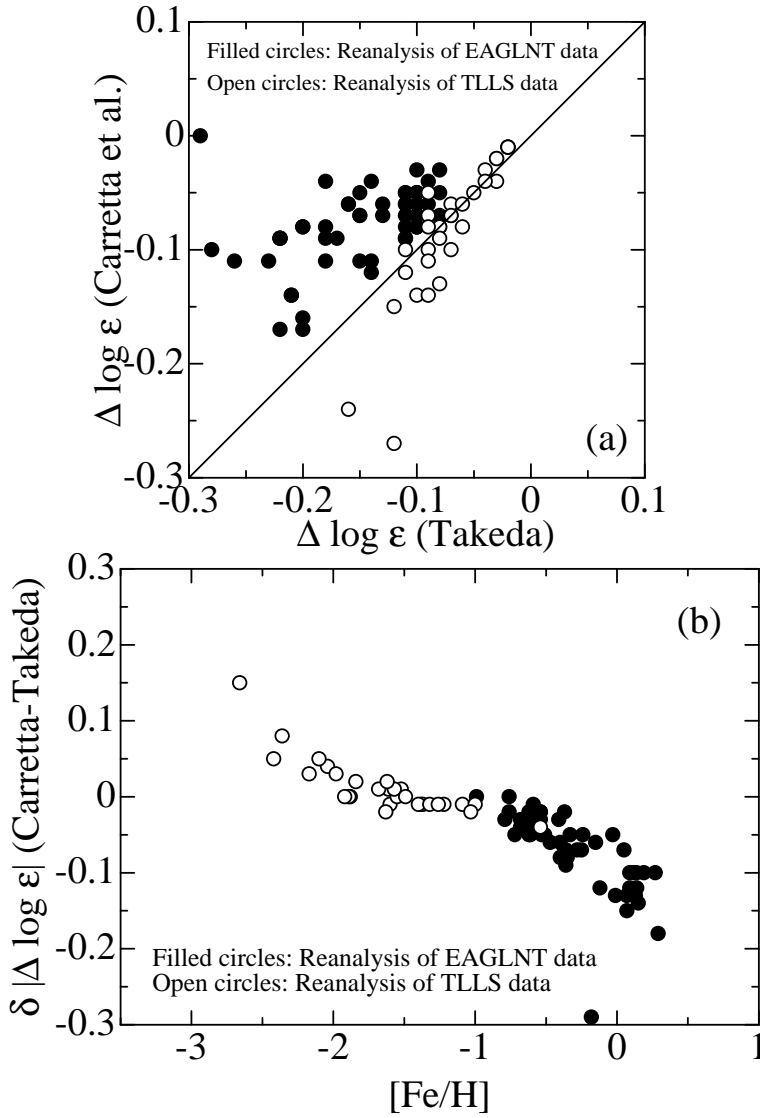 0.1
Filled circles: Reanalysis of EAGLNT data
Open circles: Reanalysis of TLLS data
0
-0.1
-0.2
-0.3
Δ log ε (Carretta et al.)
(a)
-0.3 -0.2 -0.1 0 0.1
Δ log ε (Takeda)
0.3
0.2
0.1
0
-0.1
-0.2
-0.3
δ |Δ log ε| (Carretta-Takeda)
(b)
Filled circles: Reanalysis of EAGLNT data
Open circles: Reanalysis of TLLS data
-3 -2 -1 0 1
[Fe/H]